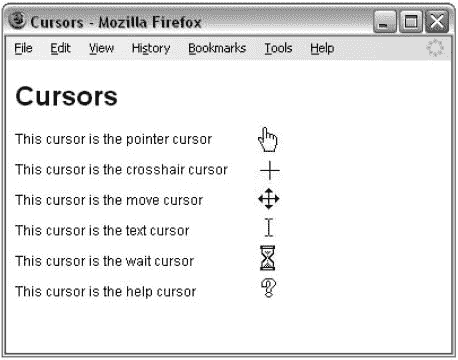 Cursors - Mozilla Firefox
File Edit View History Bookmarks Tools Help
Cursors
This cursor is the pointer cursor
This cursor is the crosshair cursor
This cursor is the move cursor
This cursor is the text cursor
This cursor is the wait cursor
This cursor is the help cursor